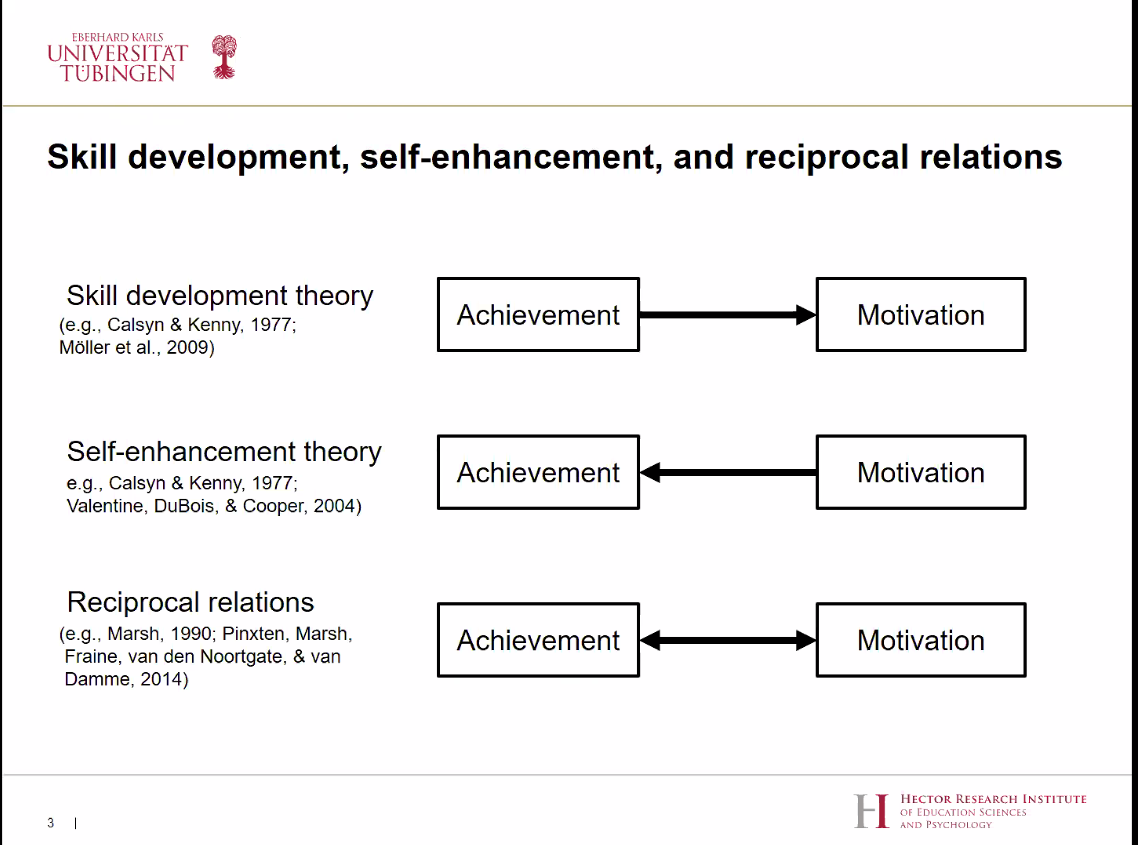 EBERHARD KARLS
UNIVERSITÄT
TÜBINGEN
Skill development, self-enhancement, and reciprocal relations
Skill development theory
(e.g., Calsyn & Kenny, 1977;
Möller et al., 2009)
Achievement
Motivation
Self-enhancement theory
e.g., Calsyn & Kenny, 1977;
Valentine, DuBois, & Cooper, 2004)
Achievement
Motivation
Reciprocal relations
(e.g., Marsh, 1990; Pinxten, Marsh,
Fraine, van den Noortgate, & van
Damme, 2014)
Achievement
Motivation
3 |
HECTOR RESEARCH INSTITUTE
OF EDUCATION SCIENCES
AND PSYCHOLOGY